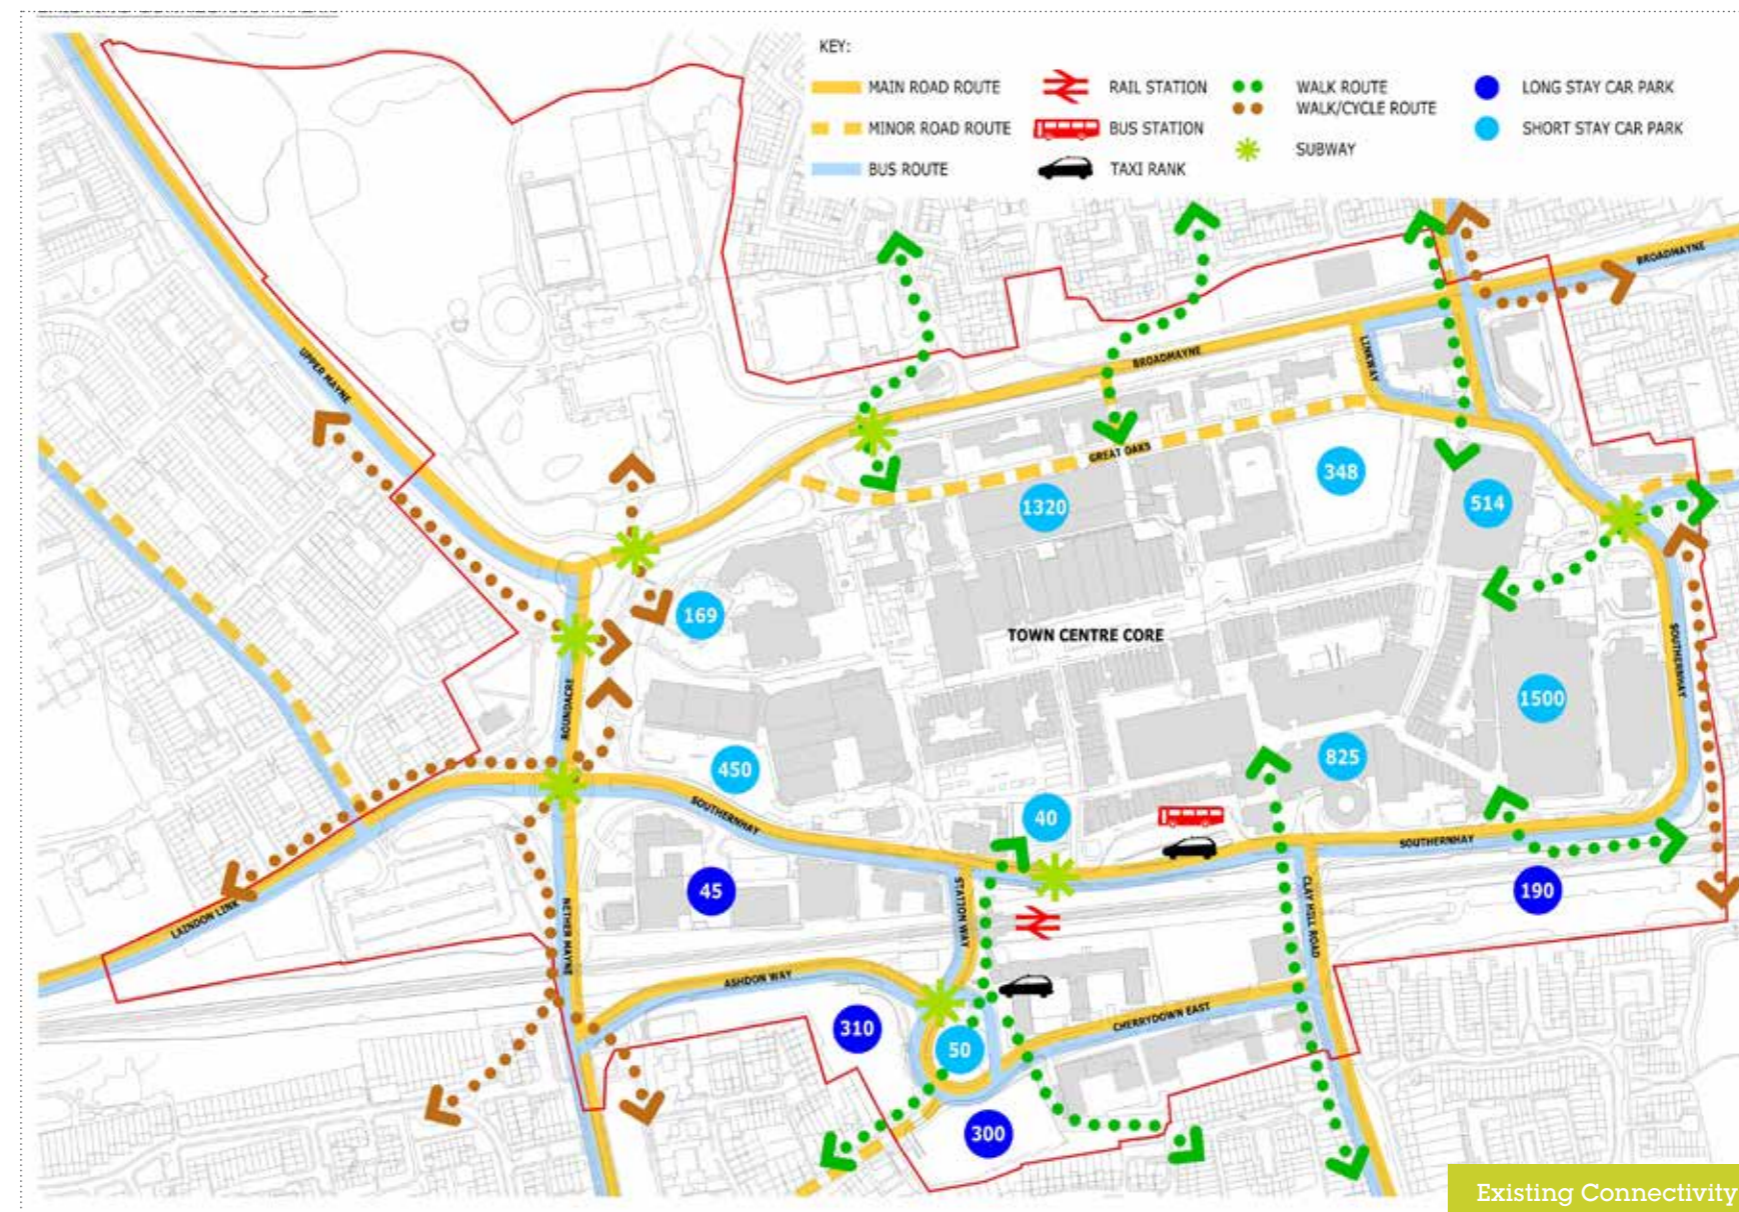 KEY:
MAIN ROAD ROUTE
MINOR ROAD ROUTE
BUS ROUTE
RAIL STATION
BUS STATION
TAXI RANK
WALK ROUTE
WALK/CYCLE ROUTE
SUBWAY
LONG STAY CAR PARK
SHORT STAY CAR PARK
BROADMAYNE
UPPER MAYNE
BROADMAYNE
LINKWAY
GREAT OAKS
348
514
1320
169
TOWN CENTRE CORE
SOUTHERNHAY
ROUNDACRE
1500
450
825
SOUTHERNHAY
40
SOUTHERNHAY
45
190
LAINDON LINK
NETHER MAYNE
STATION WAY
CLAY HILL ROAD
ASHDON WAY
CHERRYDOWN EAST
310
50
300
Existing Connectivity